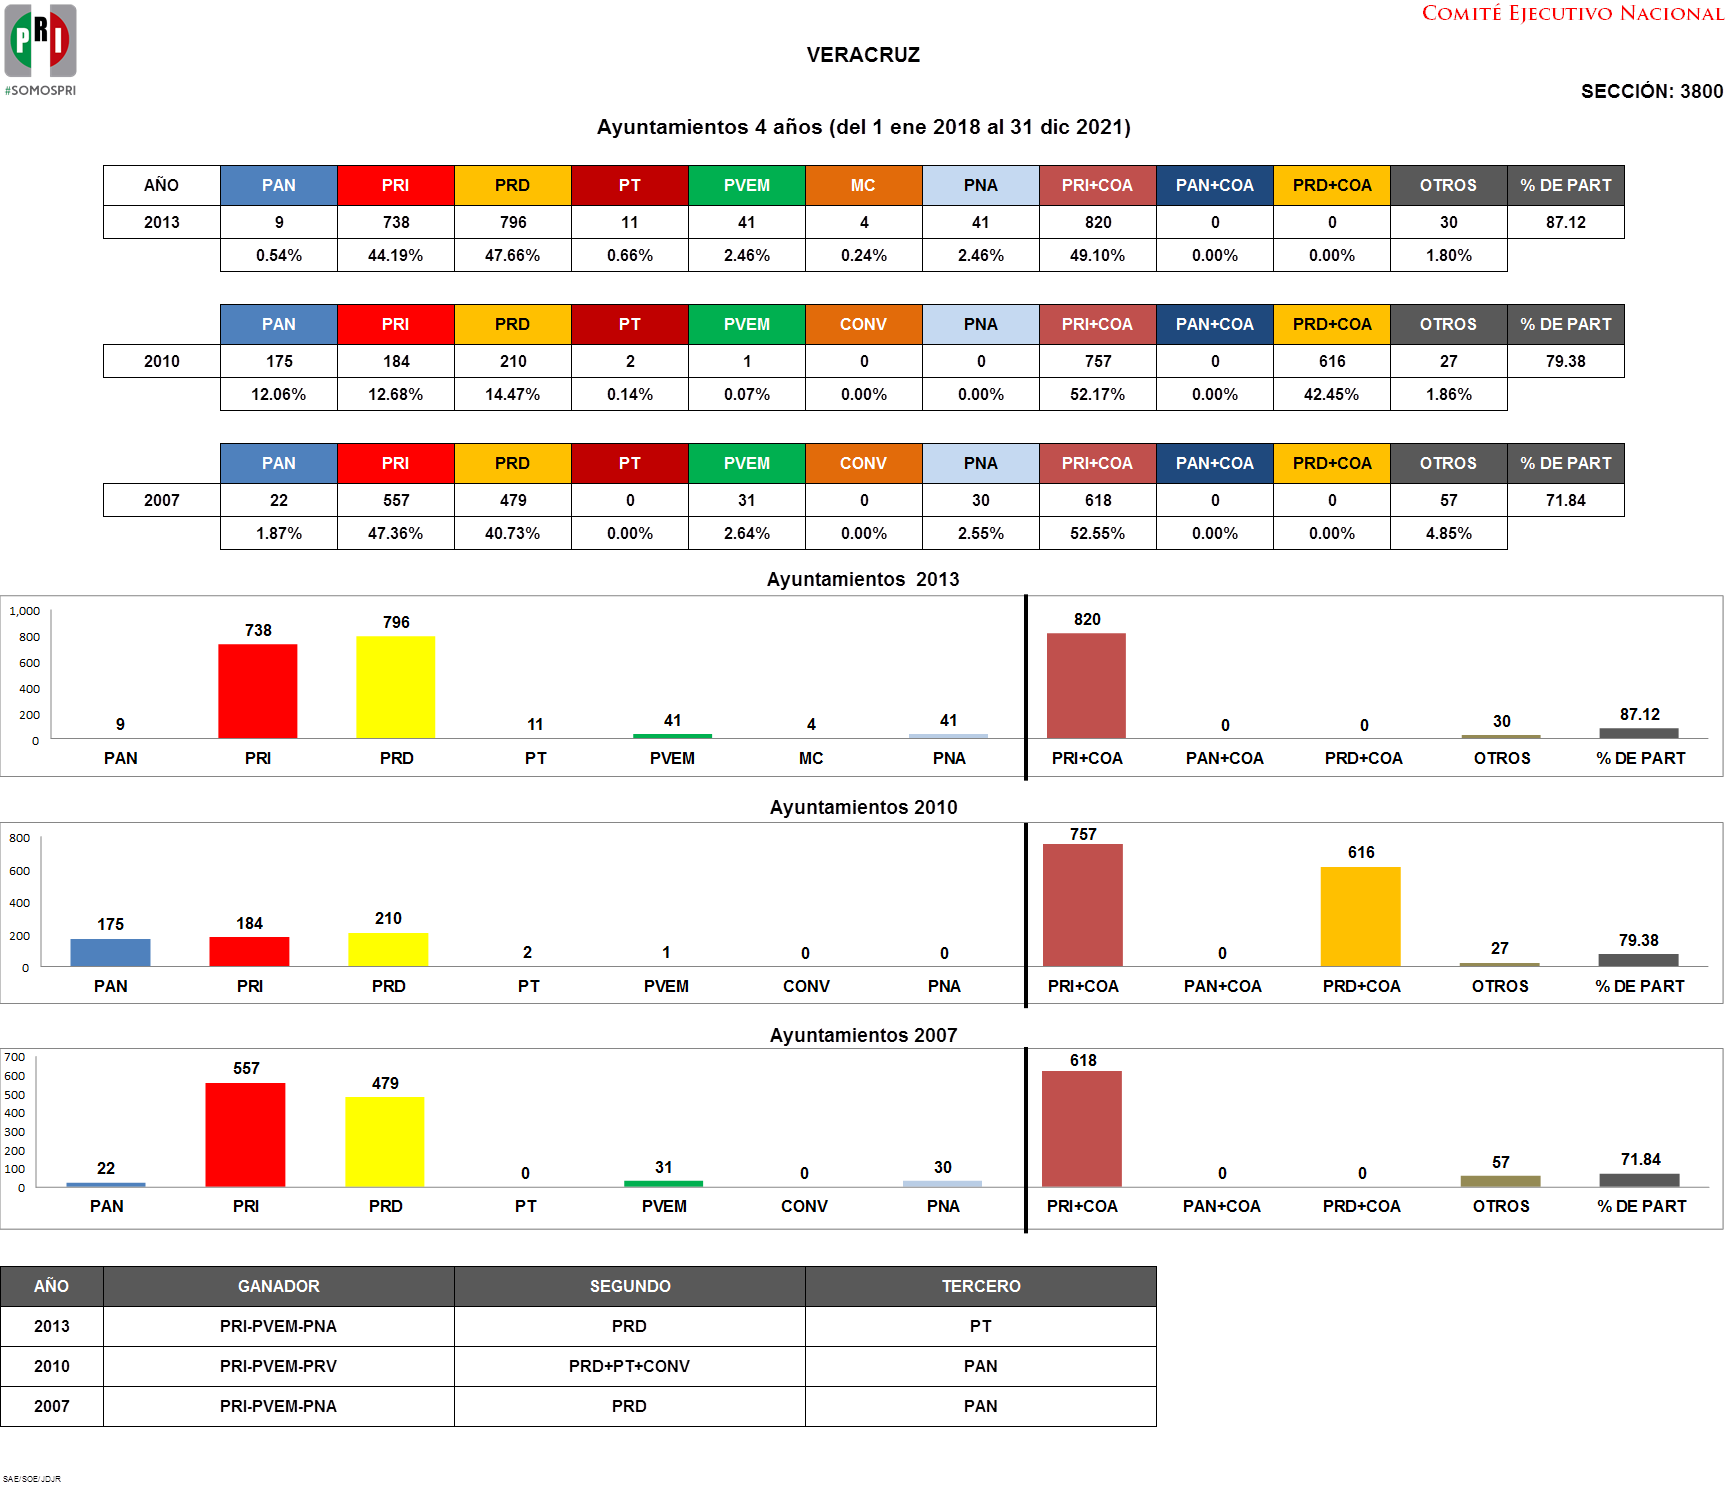 PRI
#SOMOSPRI
COMITÉ EJECUTIVO NACIONAL
VERACRUZ
SECCIÓN: 3800
Ayuntamientos 4 años (del 1 ene 2018 al 31 dic 2021)
AÑO PAN PRI PRD PT PVEM MC PNA PRI+COA PAN+COA PRD+COA OTROS % DE PART
2013 9 738 796 11 41 4 41 820 0 0 30 87.12
0.54% 44.19% 47.66% 0.66% 2.46% 0.24% 2.46% 49.10% 0.00% 0.00% 1.80%
PAN PRI PRD PT PVEM CONV PNA PRI+COA PAN+COA PRD+COA OTROS % DE PART
2010 175 184 210 2 1 0 0 757 0 616 27 79.38
12.06% 12.68% 14.47% 0.14% 0.07% 0.00% 0.00% 52.17% 0.00% 42.45% 1.86%
PAN PRI PRD PT PVEM CONV PNA PRI+COA PAN+COA PRD+COA OTROS % DE PART
2007 22 557 479 0 31 0 30 618 0 0 57 71.84
1.87% 47.36% 40.73% 0.00% 2.64% 0.00% 2.55% 52.55% 0.00% 0.00% 4.85%
Ayuntamientos 2013
1,000
800
600
400
200
0
9 738 796 11 41 4 41 820 0 0 30 87.12
PAN PRI PRD PT PVEM MC PNA PRI+COA PAN+COA PRD+COA OTROS % DE PART
Ayuntamientos 2010
800
600
400
200
0
175 184 210 2 1 0 0 757 0 616 27 79.38
PAN PRI PRD PT PVEM CONV PNA PRI+COA PAN+COA PRD+COA OTROS % DE PART
Ayuntamientos 2007
700
600
500
400
300
200
100
0
22 557 479 0 31 0 30 618 0 0 57 71.84
PAN PRI PRD PT PVEM CONV PNA PRI+COA PAN+COA PRD+COA OTROS % DE PART
AÑO GANADOR SEGUNDO TERCERO
2013 PRI-PVEM-PNA PRD PT
2010 PRI-PVEM-PRV PRD+PT+CONV PAN
2007 PRI-PVEM-PNA PRD PAN
SAE/SOE/JDJR